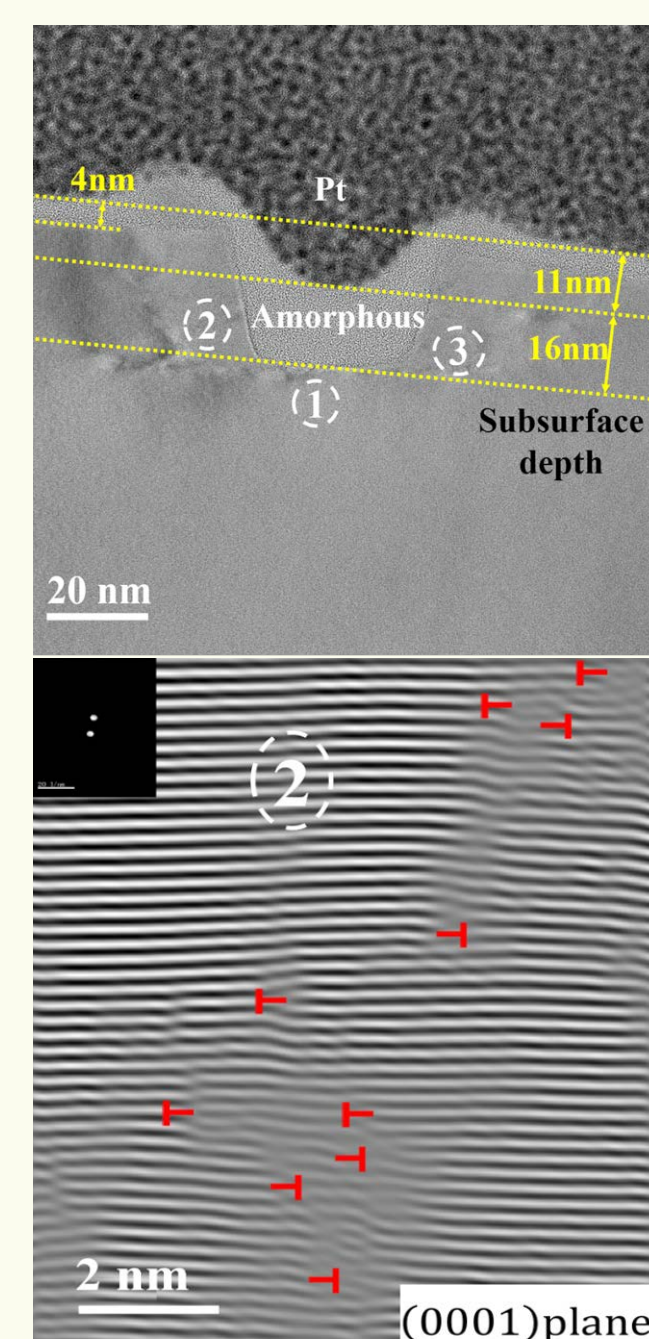 4nm
Pt
11nm
2
Amorphous
3
16nm
1
Subsurface
depth
20 nm
2
2 nm
(0001)plane